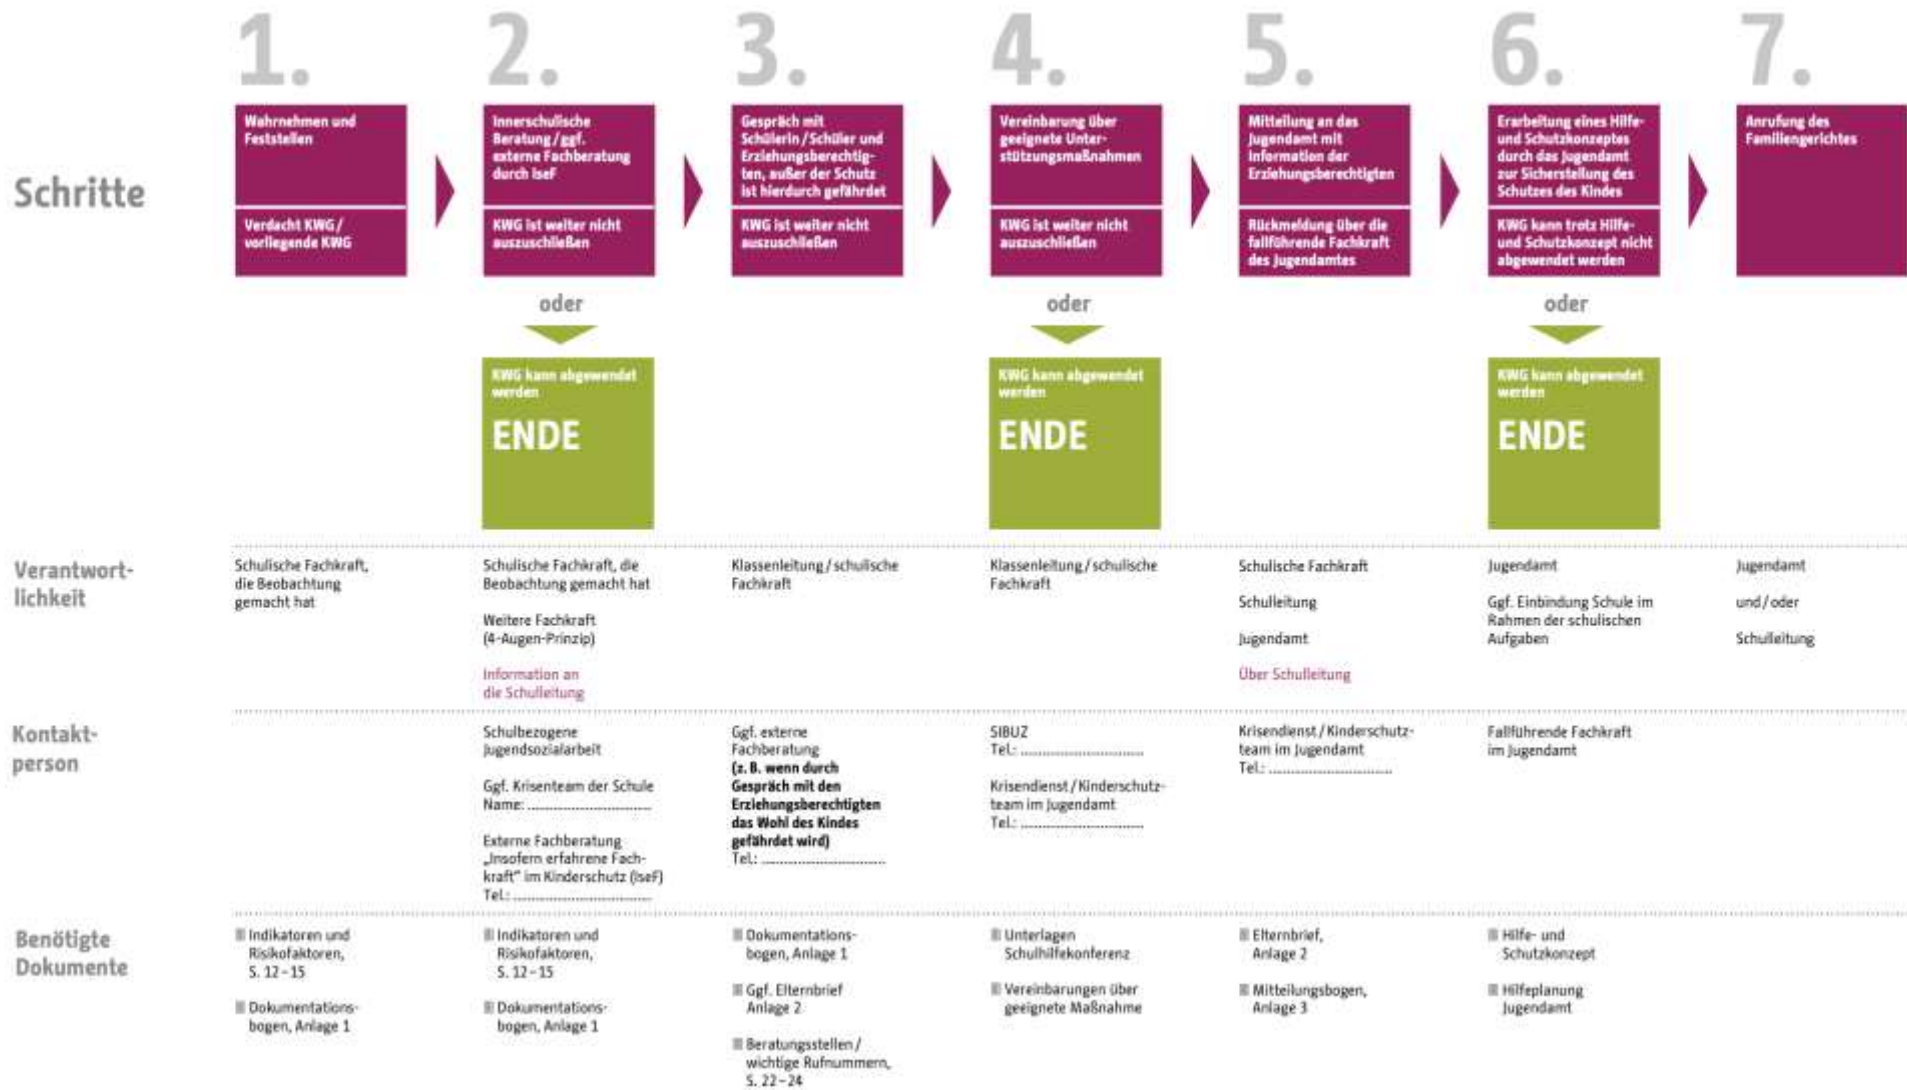 1.
2.
3.
4.
5.
6.
7.
Schritte
Wahrnehmen und
Feststellen
Verdacht KWG/
vorliegende KWG
Innerschulische
Beratung/ggf.
externe Fachberatung
durch IseF
KWG ist weiter nicht
auszuschließen
Gespräch mit
Schülerin/Schüler und
Erziehungsberechtig-
ten, außer der Schutz
ist hierdurch gefährdet
KWG ist weiter nicht
auszuschließen
Vereinbarung über
geeignete Unter-
stützungsmaßnahmen
KWG ist weiter nicht
auszuschließen
Mitteilung an das
Jugendamt mit
Information der
Erziehungsberechtigten
Rückmeldung über die
fallführende Fachkraft
des Jugendamtes
Erarbeitung eines Hilfe-
und Schutzkonzeptes
durch das Jugendamt
zur Sicherstellung des
Schutzes des Kindes
KWG kann trotz Hilfe-
und Schutzkonzept nicht
abgewendet werden
Anrufung des
Familiengerichtes
oder
oder
oder
KWG kann abgewendet
werden
ENDE
KWG kann abgewendet
werden
ENDE
KWG kann abgewendet
werden
ENDE
Verantwort-
lichkeit
Schulische Fachkraft,
die Beobachtung
gemacht hat
Schulische Fachkraft, die
Beobachtung gemacht hat
Weitere Fachkraft
(4-Augen-Prinzip)
Information an
die Schulleitung
Klassenleitung/schulische
Fachkraft
Klassenleitung/schulische
Fachkraft
Schulische Fachkraft
Schulleitung
Jugendamt
Über Schulleitung
Jugendamt
Ggf. Einbindung Schule im
Rahmen der schulischen
Aufgaben
Jugendamt
und/oder
Schulleitung
Kontakt-
person
Schulbezogene
Jugendsozialarbeit
Ggf. Krisenteam der Schule
Name: ..............................
Externe Fachberatung
„Insofern erfahrene Fach-
kraft“ im Kinderschutz (IseF)
Tel.: ..............................
Ggf. externe
Fachberatung
(z. B. wenn durch
Gespräch mit den
Erziehungsberechtigten
das Wohl des Kindes
gefährdet wird)
Tel.: ..............................
SIBUZ
Tel.: ..............................
Krisendienst/Kinderschutz-
team im Jugendamt
Tel.: ..............................
Krisendienst/Kinderschutz-
team im Jugendamt
Tel.: ..............................
Fallführende Fachkraft
im Jugendamt
Benötigte
Dokumente
Indikatoren und
Risikofaktoren,
S. 12–15
Dokumentations-
bogen, Anlage 1
Indikatoren und
Risikofaktoren,
S. 12–15
Dokumentations-
bogen, Anlage 1
Dokumentations-
bogen, Anlage 1
Ggf. Elternbrief
Anlage 2
Beratungsstellen/
wichtige Rufnummern,
S. 22–24
Unterlagen
Schulhilfekonferenz
Vereinbarungen über
geeignete Maßnahme
Elternbrief,
Anlage 2
Mitteilungsbogen,
Anlage 3
Hilfe- und
Schutzkonzept
Hilfeplanung
Jugendamt